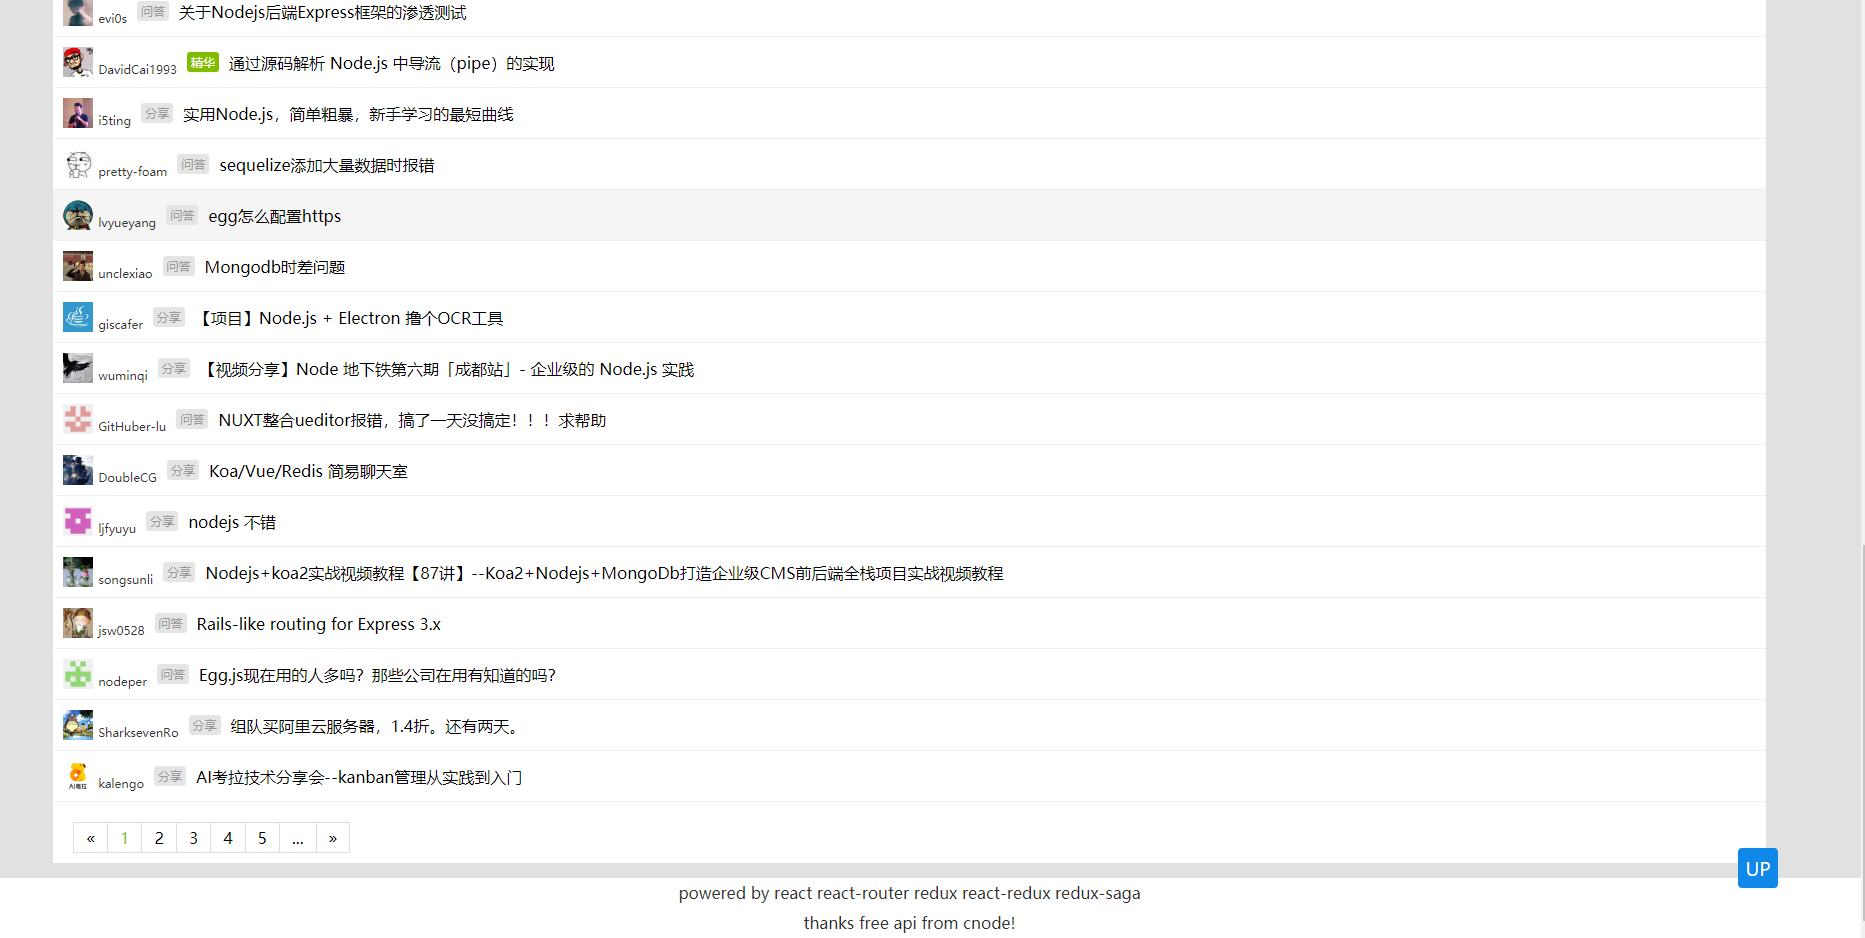 evi0s 问答 关于Nodejs后端Express框架的渗透测试
DavidCai1993 精华 通过源码解析 Node.js 中导流（pipe）的实现
i5ting 分享 实用Node.js，简单粗暴，新手学习的最短曲线
pretty-foam 问答 sequelize添加大量数据时报错
lvyueyang 问答 egg怎么配置https
unclexiao 问答 Mongodb时差问题
giscafer 分享 【项目】Node.js + Electron 撸个OCR工具
wuminqi 分享 【视频分享】Node 地下铁第六期「成都站」- 企业级的 Node.js 实践
GitHuber-lu 问答 NUXT整合ueditor报错，搞了一天没搞定！！！求帮助
DoubleCG 分享 Koa/Vue/Redis 简易聊天室
ljfyuyu 分享 nodejs 不错
songsunli 分享 Nodejs+koa2实战视频教程【87讲】--Koa2+Nodejs+MongoDb打造企业级CMS前后端全栈项目实战视频教程
jsw0528 问答 Rails-like routing for Express 3.x
nodeper 问答 Egg.js现在用的人多吗？那些公司在用有知道的吗?
SharksevenRo 分享 组队买阿里云服务器，1.4折。还有两天。
AI考拉 kalengo 分享 AI考拉技术分享会--kanban管理从实践到入门
« 1 2 3 4 5 ... »
UP
powered by react react-router redux react-redux redux-saga
thanks free api from cnode!